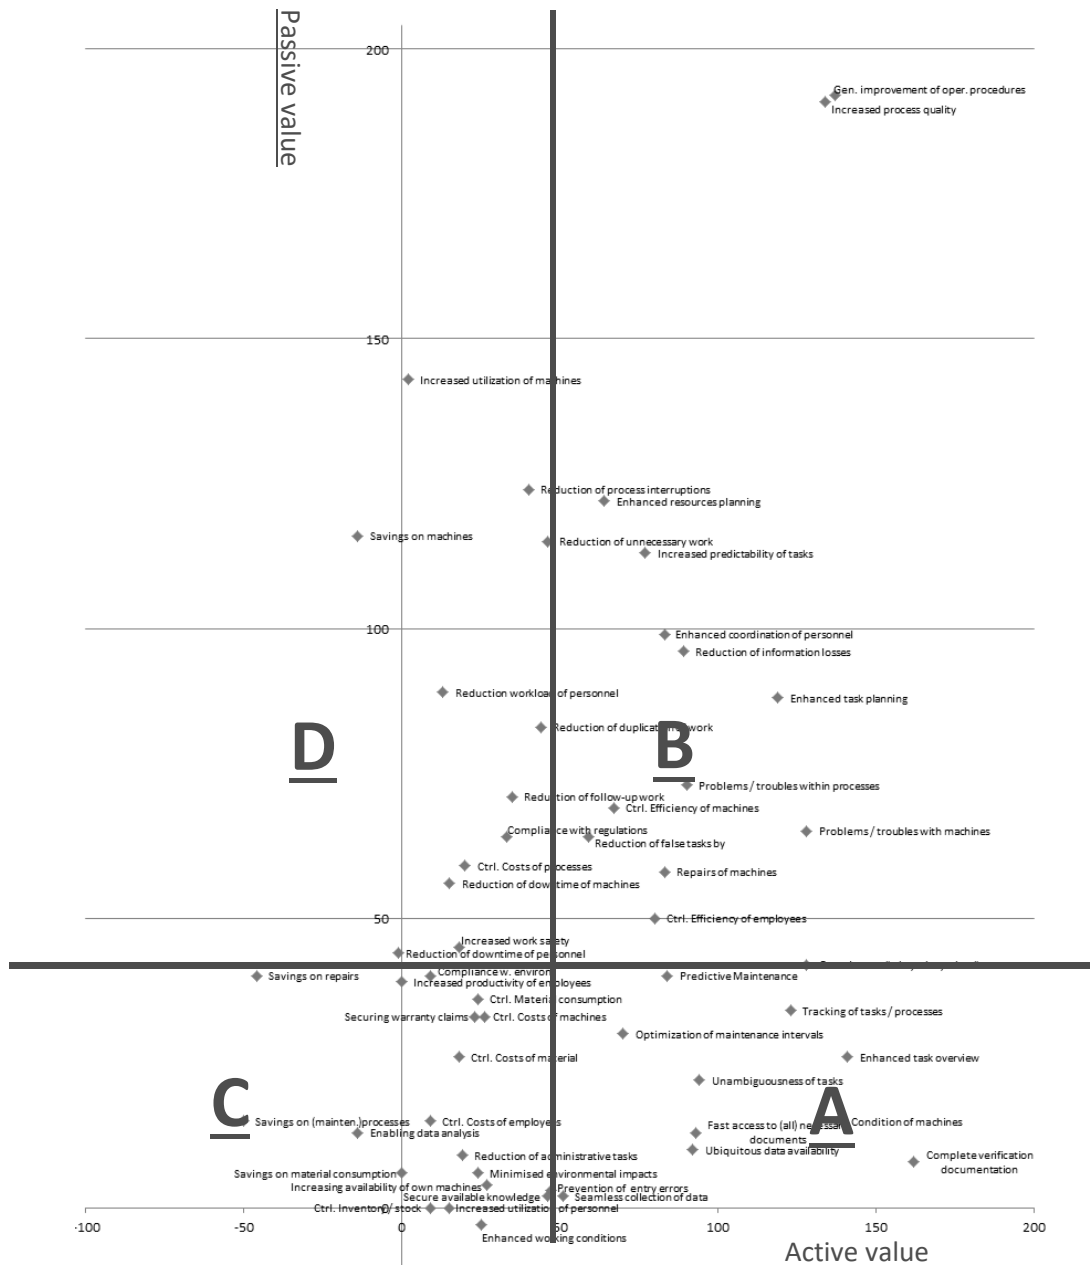 Passive value
200
Gen. improvement of oper. procedures
Increased process quality
150
Increased utilization of machines
Reduction of process interruptions
Enhanced resources planning
Savings on machines
Reduction of unnecessary work
Increased predictability of tasks
100
Enhanced coordination of personnel
Reduction of information losses
Reduction workload of personnel
Enhanced task planning
Reduction of duplication of work
D
B
Problems / troubles within processes
Reduction of follow-up work
Ctrl. Efficiency of machines
Compliance with regulations
Problems / troubles with machines
Reduction of false tasks by
Ctrl. Costs of processes
Repairs of machines
Reduction of downtime of machines
50
Ctrl. Efficiency of employees
Increased work safety
Reduction of downtime of personnel
Savings on repairs
Compliance w. environ
Predictive Maintenance
Increased productivity of employees
Ctrl. Material consumption
Securing warranty claims
Ctrl. Costs of machines
Tracking of tasks / processes
Optimization of maintenance intervals
Ctrl. Costs of material
Enhanced task overview
Unambiguousness of tasks
C
A
Savings on (mainten.)processes
Ctrl. Costs of employees
Condition of machines
Enabling data analysis
Fast access to (all) necessary
documents
Ubiquitous data availability
Reduction of administrative tasks
Complete verification
documentation
Savings on material consumption
Minimised environmental impacts
Increasing availability of own machines
Prevention of entry errors
Secure available knowledge
Seamless collection of data
Ctrl. Inventory / stock
0
Increased utilization of personnel
-100
-50
0
50
100
150
200
Enhanced working conditions
Active value